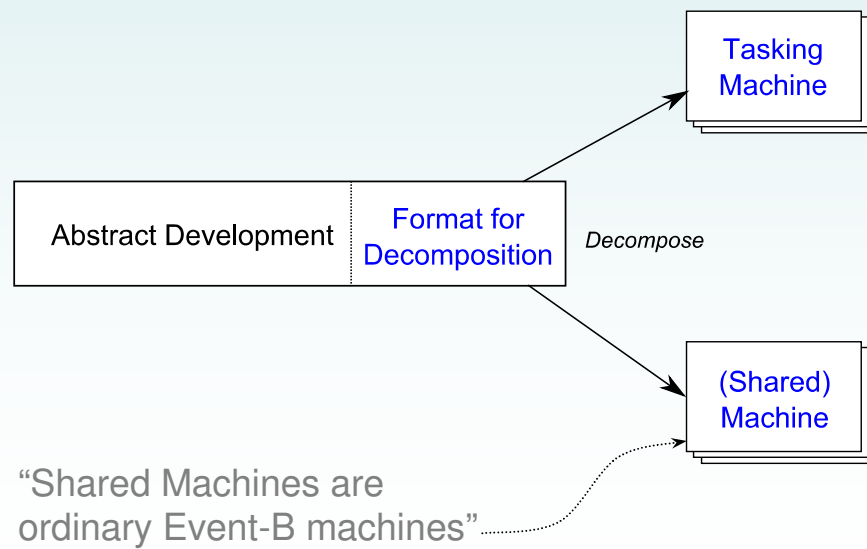 Tasking
Machine
Abstract Development
Format for
Decomposition
Decompose
(Shared)
Machine
“Shared Machines are
ordinary Event-B machines”